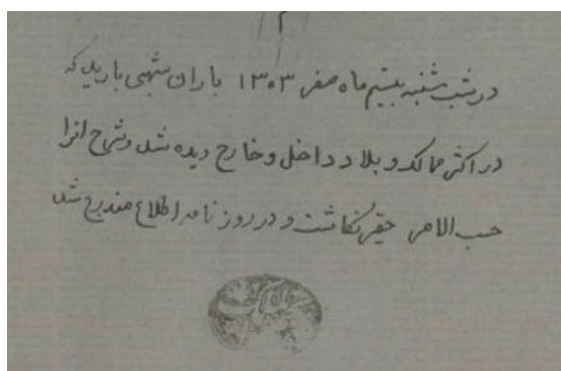 ۲
در شب شنبه بیستم ماه صفر ۱۳۰۳ باران شهبی بارید که
در اکثر ممالک و بلاد داخل و خارج دیده شد و شرح آنرا
حسب الامر حقیر نگاشت و در روزنامه اطلاع مندرج شد